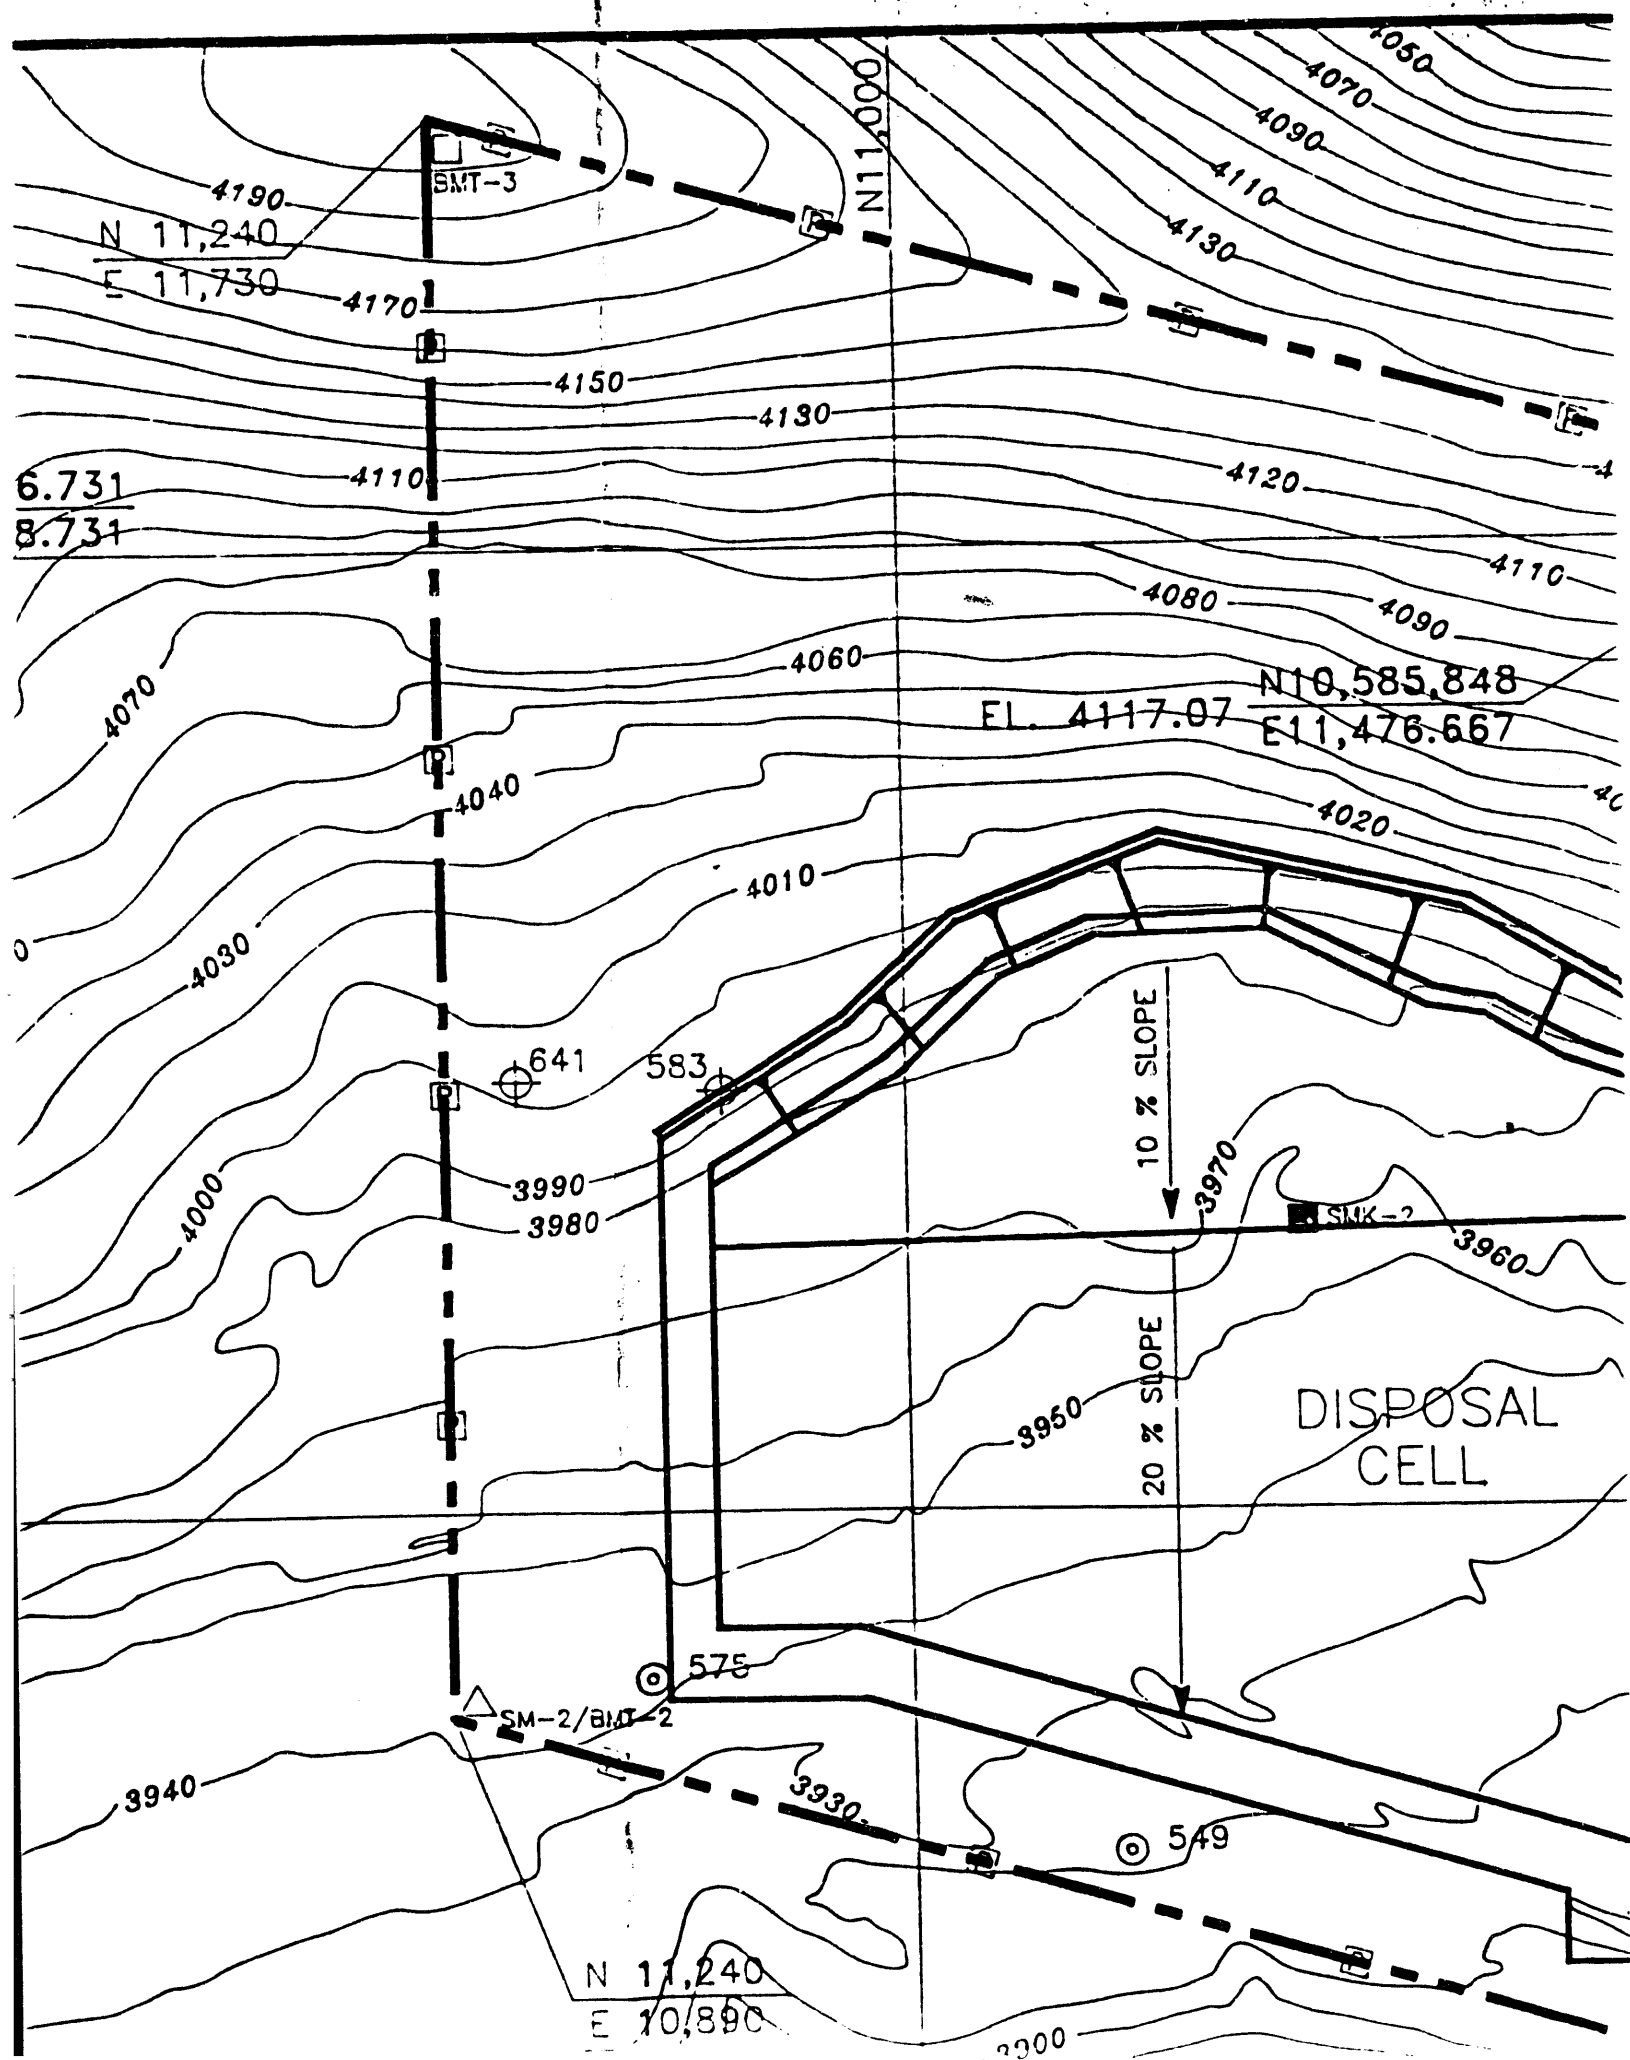 4050
4070
N11,000
4090
P
4110
BMT-3
4190
P
4130
N 11,240
E 11,730
4170
P
P
4150
4130
P
4110
4120
6.731
8.731
4110
4080
4090
4060
4070
N10,585,848
EL. 4117.07
E11,476.667
P
4040
4020
4010
4030
10 % SLOPE
641
583
P
3970
3990
4000
3980
SMK-2
3960
20 % SLOPE
DISPOSAL
CELL
3950
P
575
SM-2/BMT-2
P
3940
3930
549
P
P
N 11,240
E 10,890